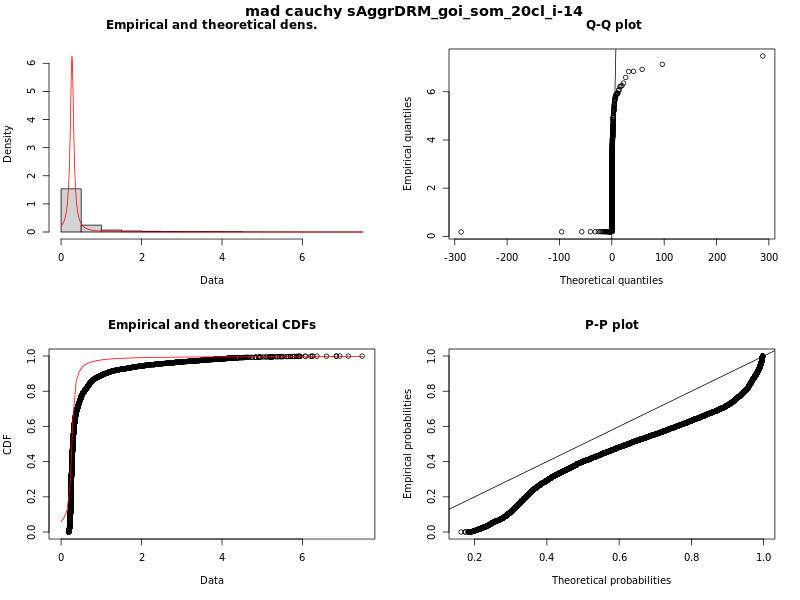 mad cauchy sAggrDRM_goi_som_20cl_i-14
Empirical and theoretical dens.
Density
0 1 2 3 4 5 6
0 2 4 6
Data
Q-Q plot
Empirical quantiles
0 2 4 6
-300 -200 -100 0 100 200 300
Theoretical quantiles
Empirical and theoretical CDFs
CDF
0.0 0.2 0.4 0.6 0.8 1.0
0 2 4 6
Data
P-P plot
Empirical probabilities
0.0 0.2 0.4 0.6 0.8 1.0
0.2 0.4 0.6 0.8 1.0
Theoretical probabilities